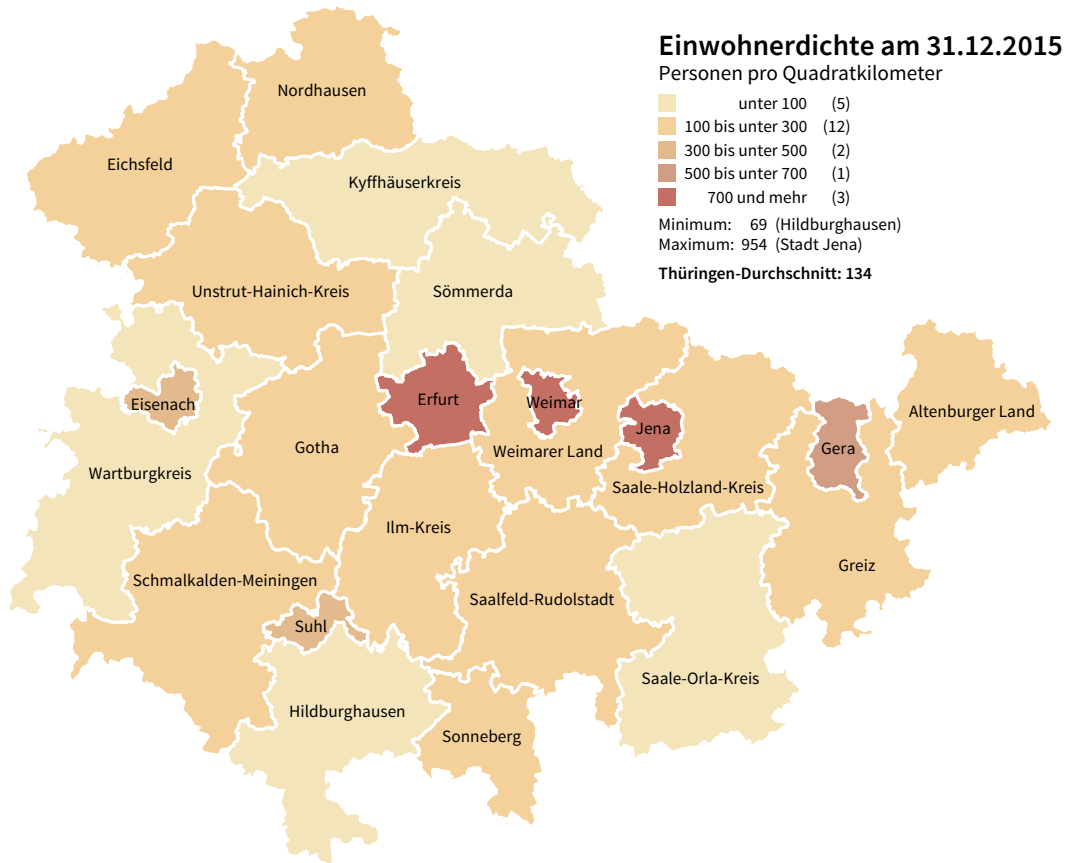 Einwohnerdichte am 31.12.2015
Personen pro Quadratkilometer
unter 100 (5)
100 bis unter 300 (12)
300 bis unter 500 (2)
500 bis unter 700 (1)
700 und mehr (3)
Minimum: 69 (Hildburghausen)
Maximum: 954 (Stadt Jena)
Thüringen-Durchschnitt: 134
Nordhausen
Eichsfeld
Kyffhäuserkreis
Unstrut-Hainich-Kreis
Sömmerda
Eisenach
Erfurt
Weimar
Altenburger Land
Jena
Gotha
Weimarer Land
Gera
Wartburgkreis
Saale-Holzland-Kreis
Ilm-Kreis
Greiz
Schmalkalden-Meiningen
Saalfeld-Rudolstadt
Suhl
Saale-Orla-Kreis
Hildburghausen
Sonneberg